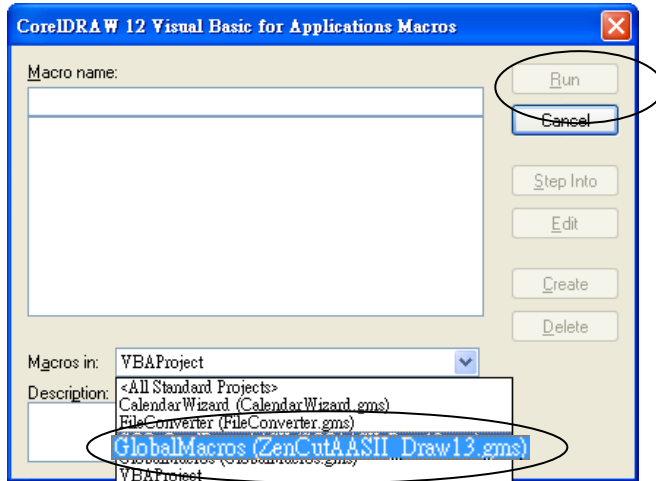 CorelDRAW 12 Visual Basic for Applications Macros
Macro name:
Run
Cancel
Step Into
Edit
Create
Delete
Macros in: VBAProject
Description: <All Standard Projects>
CalendarWizard (CalendarWizard.gms)
FileConverter (FileConverter.gms)
GlobalMacros (ZenCutAASII_Draw13.gms)
GlobalMacros (GlobalMacros.gms)
VBAProject